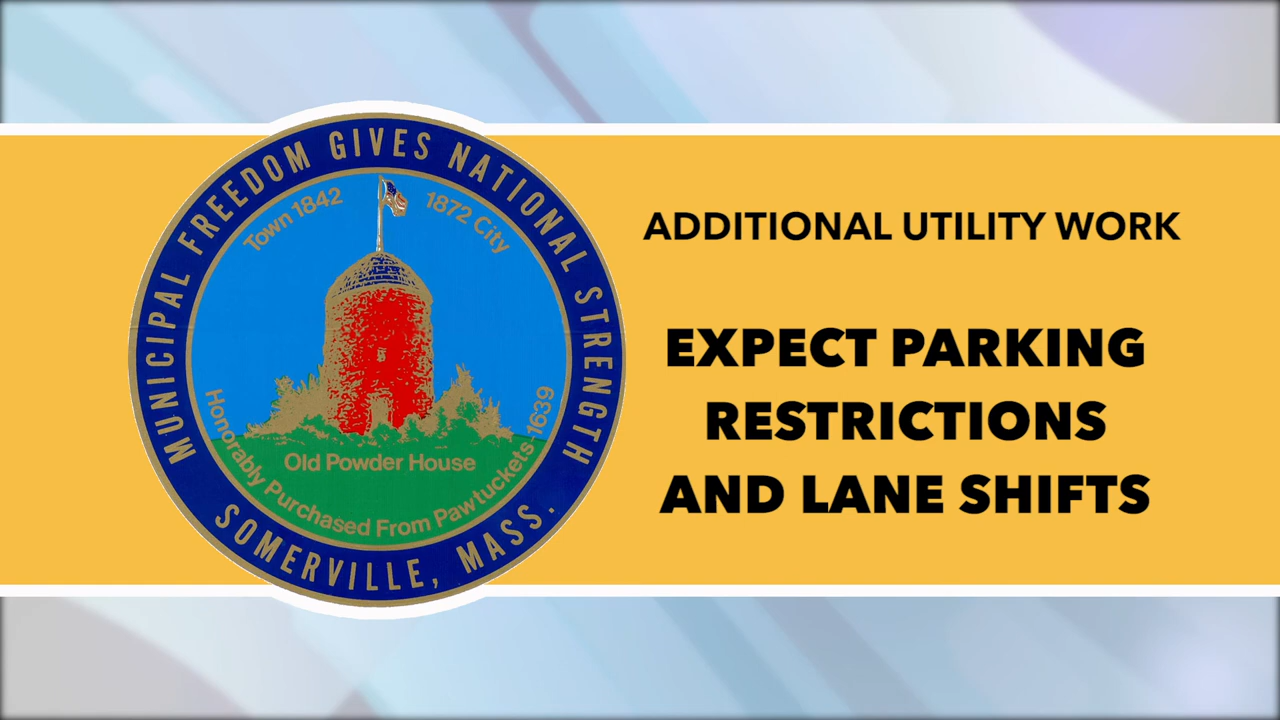 MUNICIPAL FREEDOM GIVES NATIONAL STRENGTH
Town 1842
1872 City
Old Powder House
Honorably Purchased From Pawtuckets 1639
SOMERVILLE, MASS.
ADDITIONAL UTILITY WORK
EXPECT PARKING
RESTRICTIONS
AND LANE SHIFTS